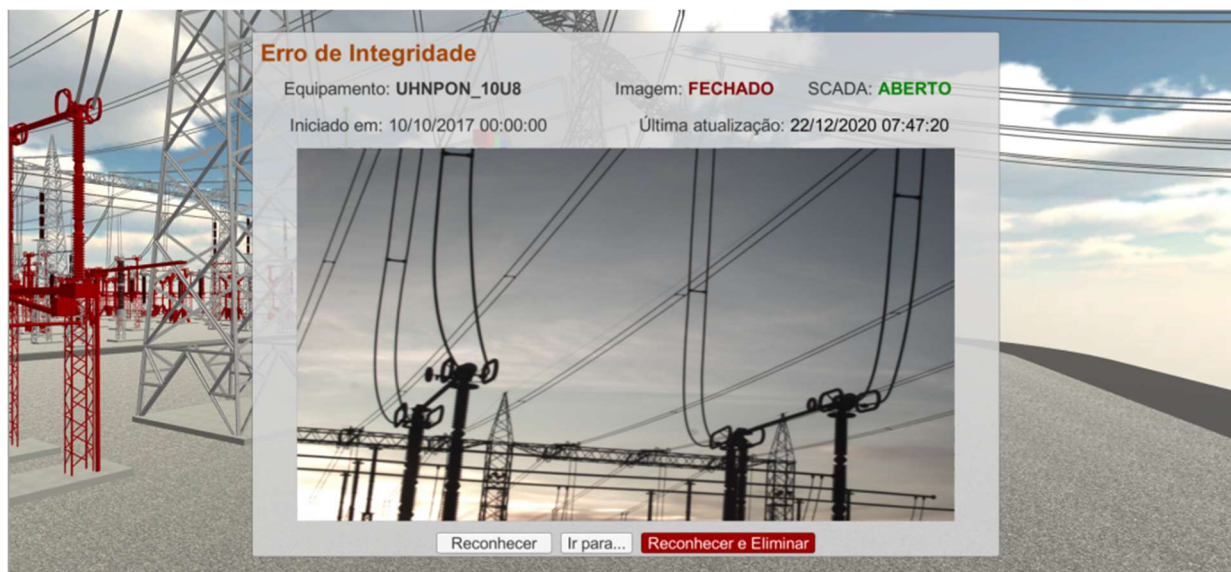 Erro de Integridade
Equipamento: UHNPON_10U8 Imagem: FECHADO SCADA: ABERTO
Iniciado em: 10/10/2017 00:00:00 Última atualização: 22/12/2020 07:47:20
Reconhecer Ir para... Reconhecer e Eliminar